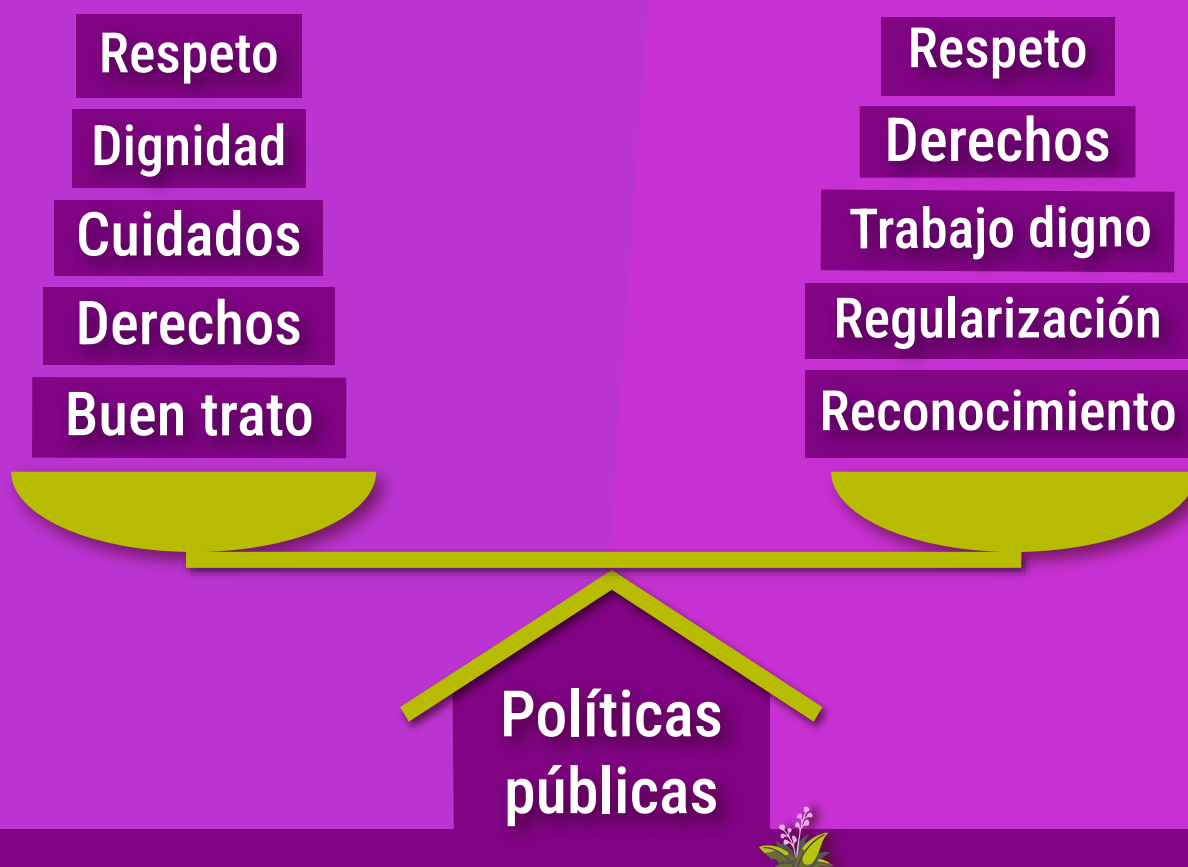 Respeto
Dignidad
Cuidados
Derechos
Buen trato
Respeto
Derechos
Trabajo digno
Regularización
Reconocimiento
Políticas
públicas